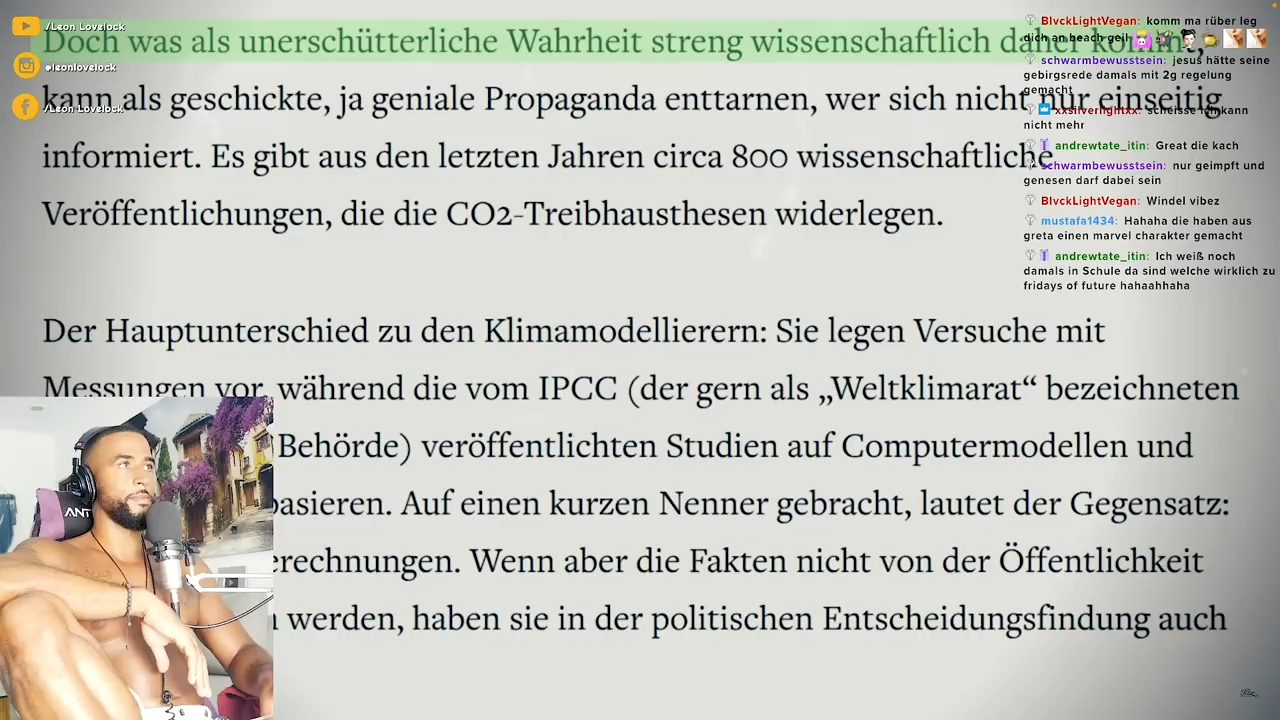 /Leon Lovelock
@leonlovelock
/Leon Lovelock
Doch was als unerschütterliche Wahrheit streng wissenschaftlich daher kommt,
kann als geschickte, ja geniale Propaganda enttarnen, wer sich nicht nur einseitig
informiert. Es gibt aus den letzten Jahren circa 800 wissenschaftliche
Veröffentlichungen, die die CO2-Treibhausthesen widerlegen.
Der Hauptunterschied zu den Klimamodellierern: Sie legen Versuche mit
Messungen vor, während die vom IPCC (der gern als „Weltklimarat“ bezeichneten
Behörde) veröffentlichten Studien auf Computermodellen und
basieren. Auf einen kurzen Nenner gebracht, lautet der Gegensatz:
erechnungen. Wenn aber die Fakten nicht von der Öffentlichkeit
werden, haben sie in der politischen Entscheidungsfindung auch
BlvckLightVegan: komm ma rüber leg
dich an beach geil
schwarmbewusstsein: jesus hätte seine
gebirgsrede damals mit 2g regelung
gemacht
xxsilverlightxx: scheisse ich kann
nicht mehr
andrewtate_itin: Great die kach
schwarmbewusstsein: nur geimpft und
genesen darf dabei sein
BlvckLightVegan: Windel vibez
mustafa1434: Hahaha die haben aus
greta einen marvel charakter gemacht
andrewtate_itin: Ich weiß noch
damals in Schule da sind welche wirklich zu
fridays of future hahaahhaha
ANT